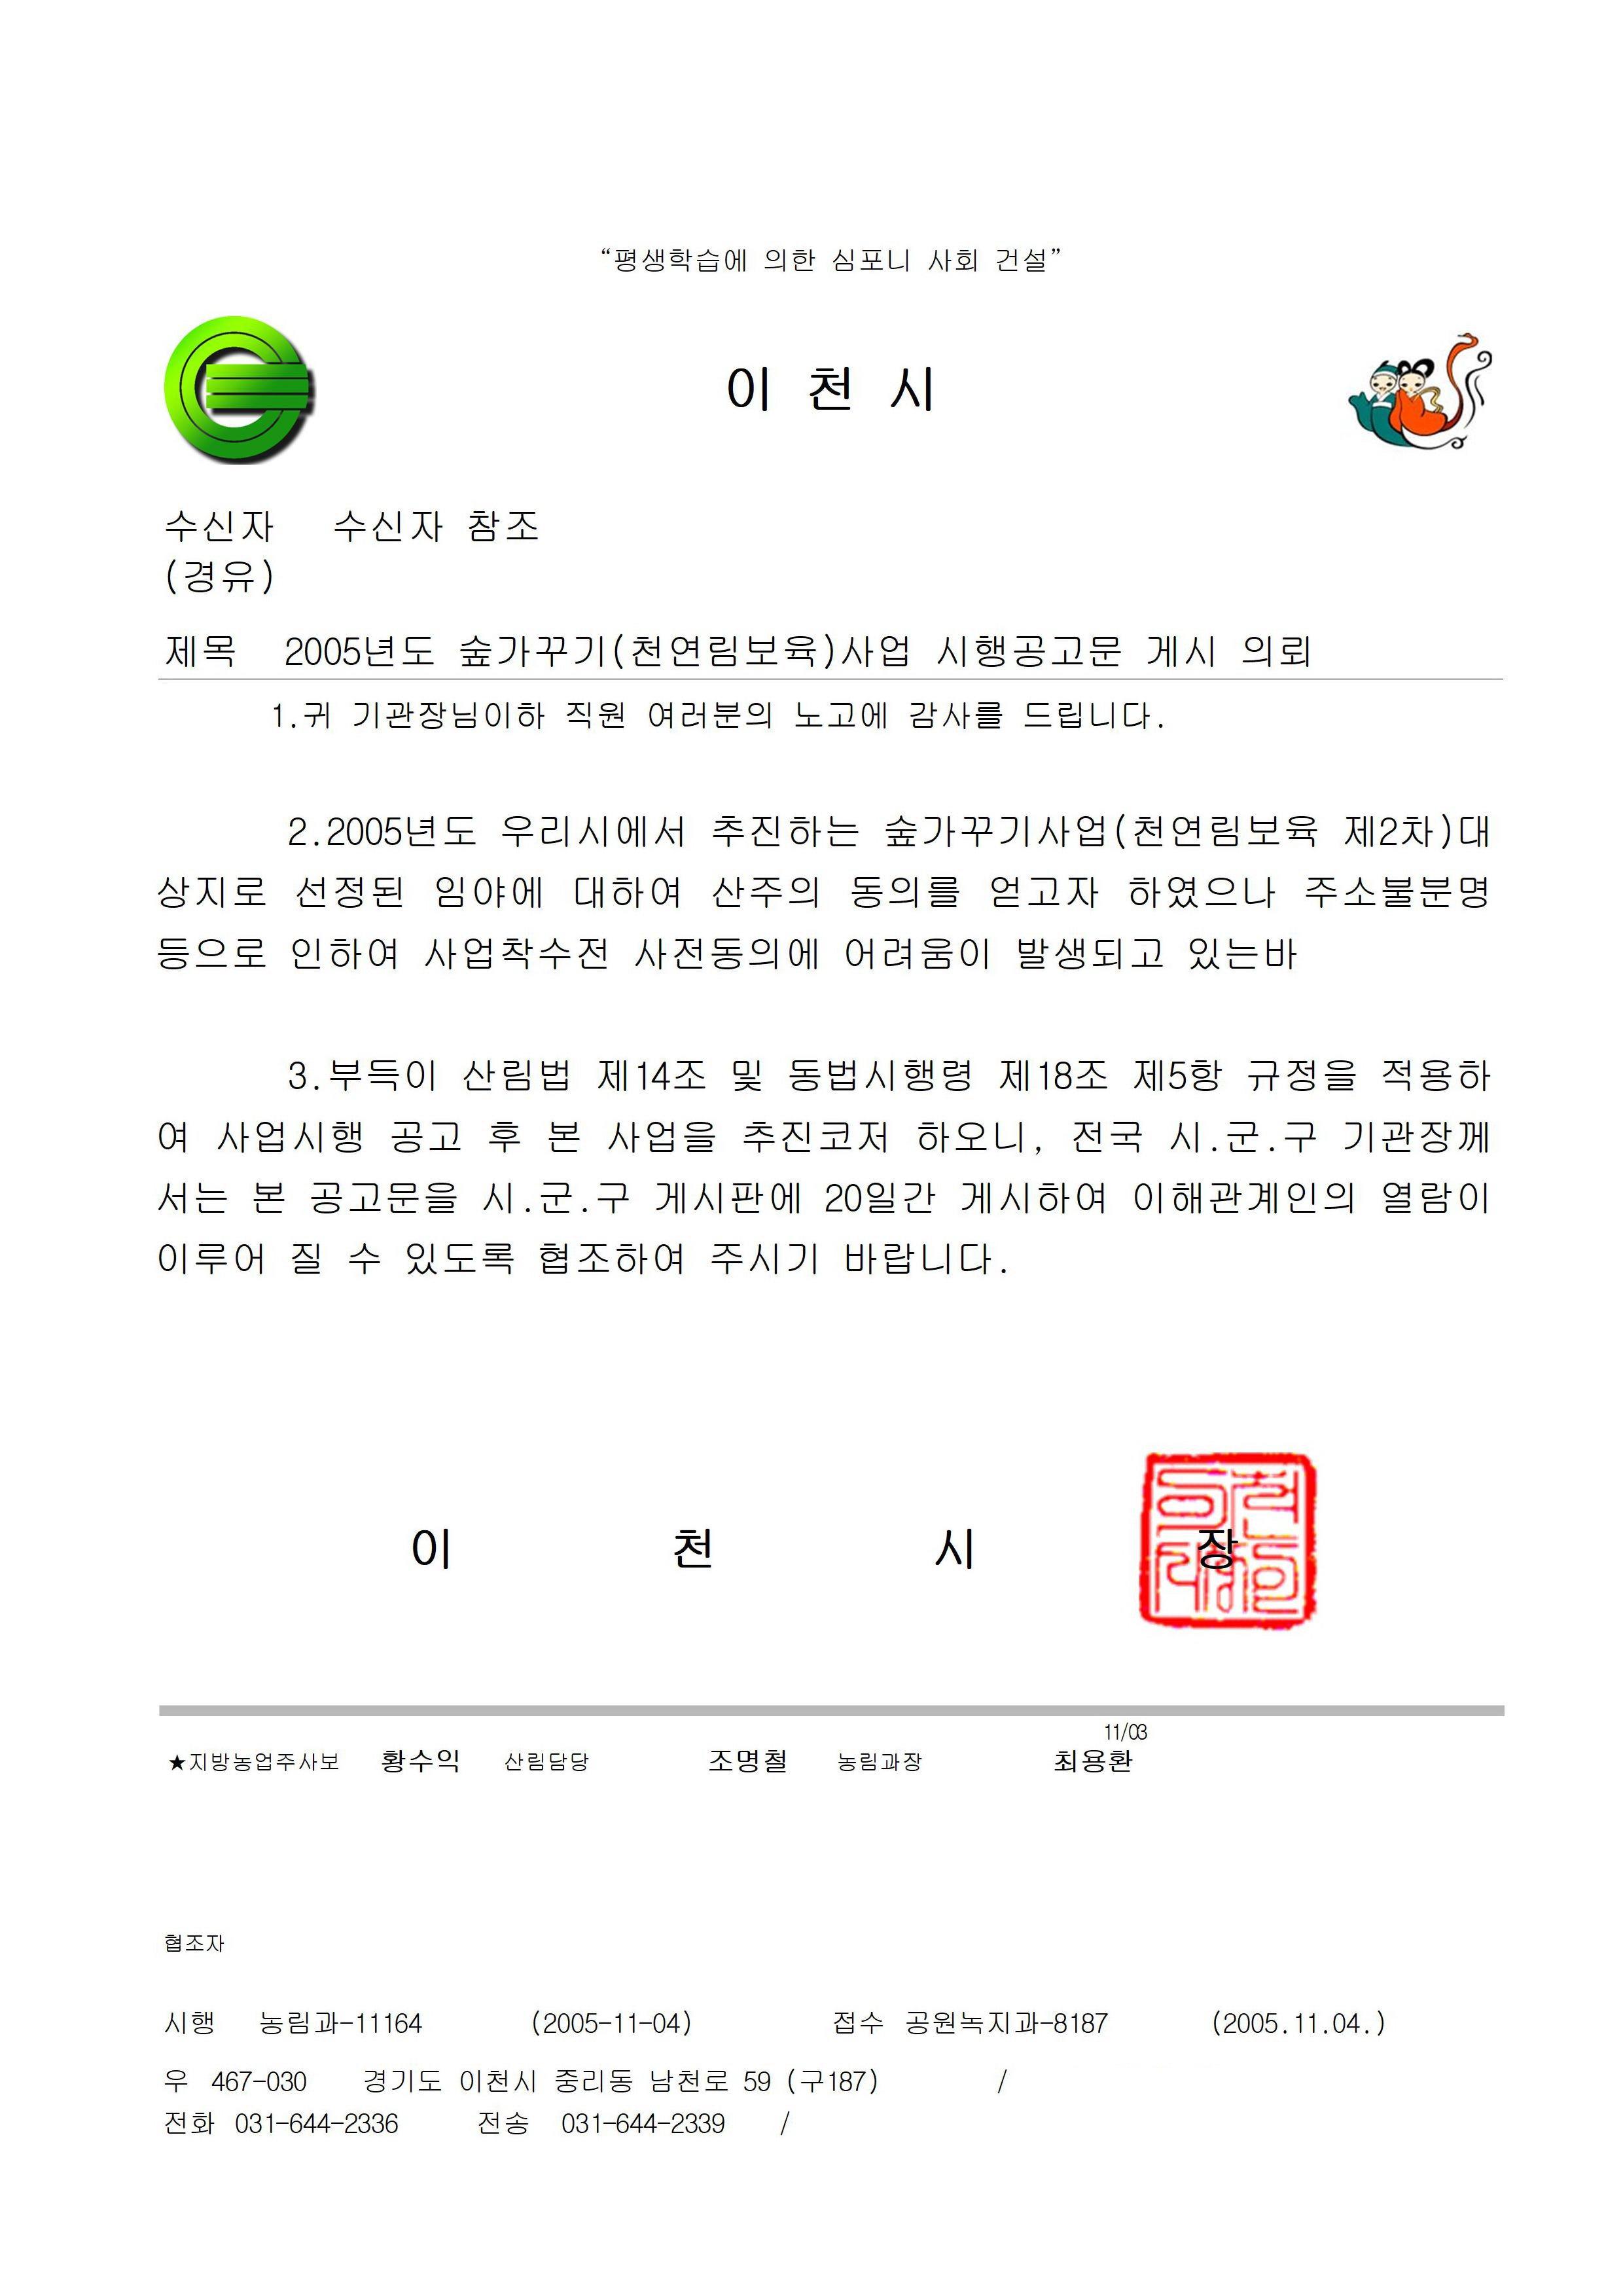 “평생학습에 의한 심포니 사회 건설”
이 천 시
수신자 수신자 참조
(경유)
제목 2005년도 숲가꾸기(천연림보육)사업 시행공고문 게시 의뢰
1.귀 기관장님이하 직원 여러분의 노고에 감사를 드립니다.
2.2005년도 우리시에서 추진하는 숲가꾸기사업(천연림보육 제2차)대
상지로 선정된 임야에 대하여 산주의 동의를 얻고자 하였으나 주소불분명
등으로 인하여 사업착수전 사전동의에 어려움이 발생되고 있는바
3.부득이 산림법 제14조 및 동법시행령 제18조 제5항 규정을 적용하
여 사업시행 공고 후 본 사업을 추진코저 하오니, 전국 시.군.구 기관장께
서는 본 공고문을 시.군.구 게시판에 20일간 게시하여 이해관계인의 열람이
이루어 질 수 있도록 협조하여 주시기 바랍니다.
이 천 시 장
11/03
★지방농업주사보 황수익 산림담당 조명철 농림과장 최용환
협조자
시행 농림과-11164 (2005-11-04) 접수 공원녹지과-8187 (2005.11.04.)
우 467-030 경기도 이천시 중리동 남천로 59 (구187) /
전화 031-644-2336 전송 031-644-2339 /